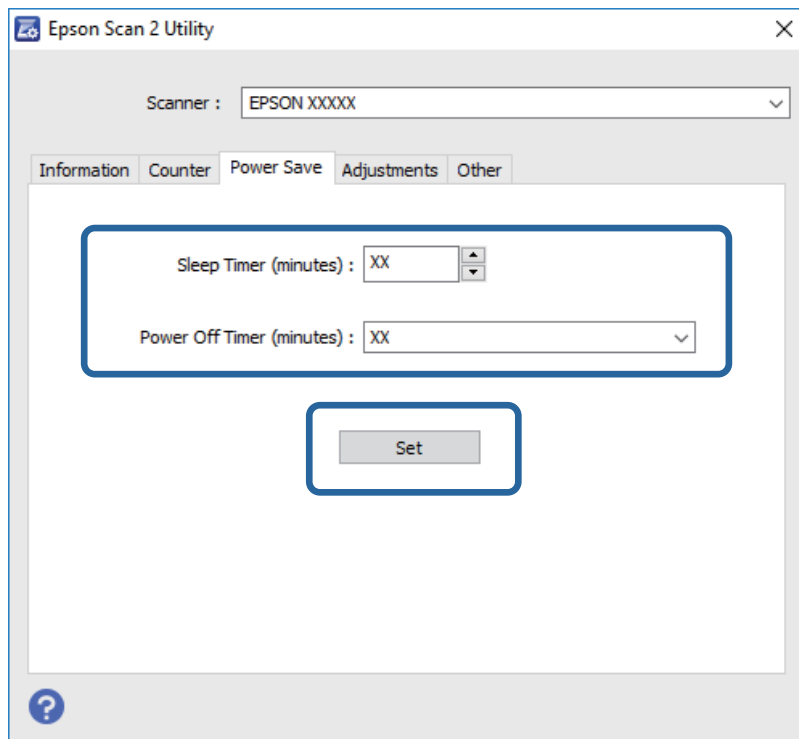 Epson Scan 2 Utility
Scanner : EPSON XXXXX
Information Counter Power Save Adjustments Other
Sleep Timer (minutes) : XX
Power Off Timer (minutes) : XX
Set
?